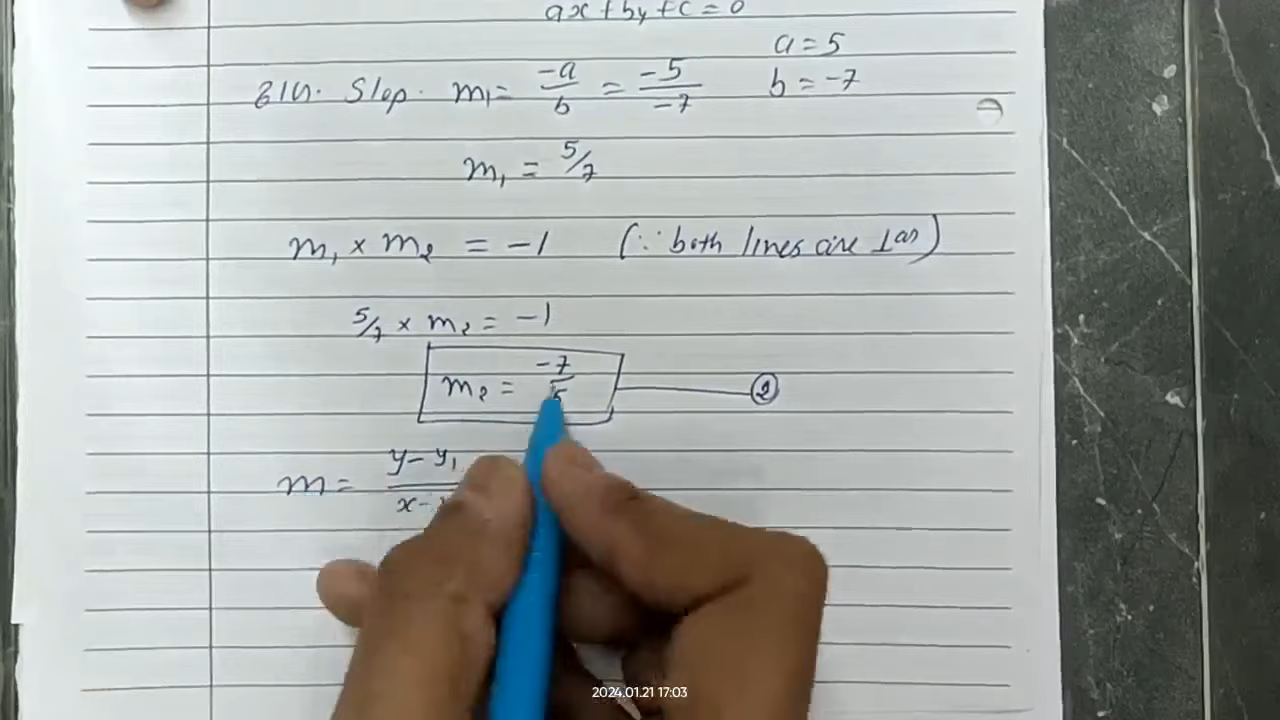 ax + by + c = 0
a = 5
Slop. m₁ = -a/b = -5/-7 b = -7
m₁ = 5/7
m₁ × m₂ = -1 (∵ both lines are ⊥ar)
5/7 × m₂ = -1
m₂ = -7/5 ②
m = y - y₁ / x -
2024.01.21 17:03